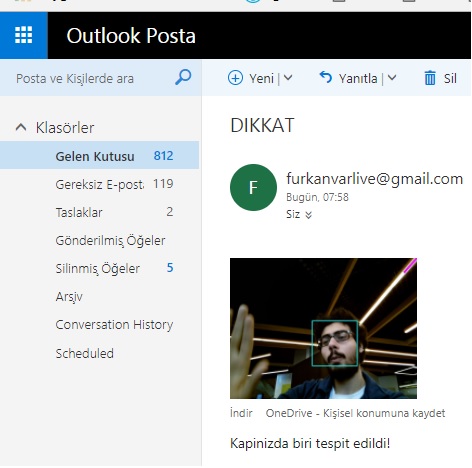 Outlook Posta
Posta ve Kişilerde ara
Yeni | Yanıtla | Sil
Klasörler
Gelen Kutusu 812
Gereksiz E-post 119
Taslaklar 2
Gönderilmiş Öğeler
Silinmiş Öğeler 5
Arşiv
Conversation History
Scheduled
DIKKAT
F
furkanvarlive@gmail.com
Bugün, 07:58
Siz
İndir OneDrive - Kişisel konumuna kaydet
Kapinizda biri tespit edildi!